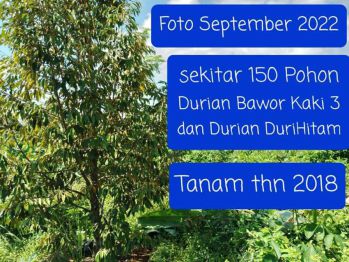 Foto September 2022
sekitar 150 Pohon
Durian Bawor Kaki 3
dan Durian DuriHitam
Tanam thn 2018